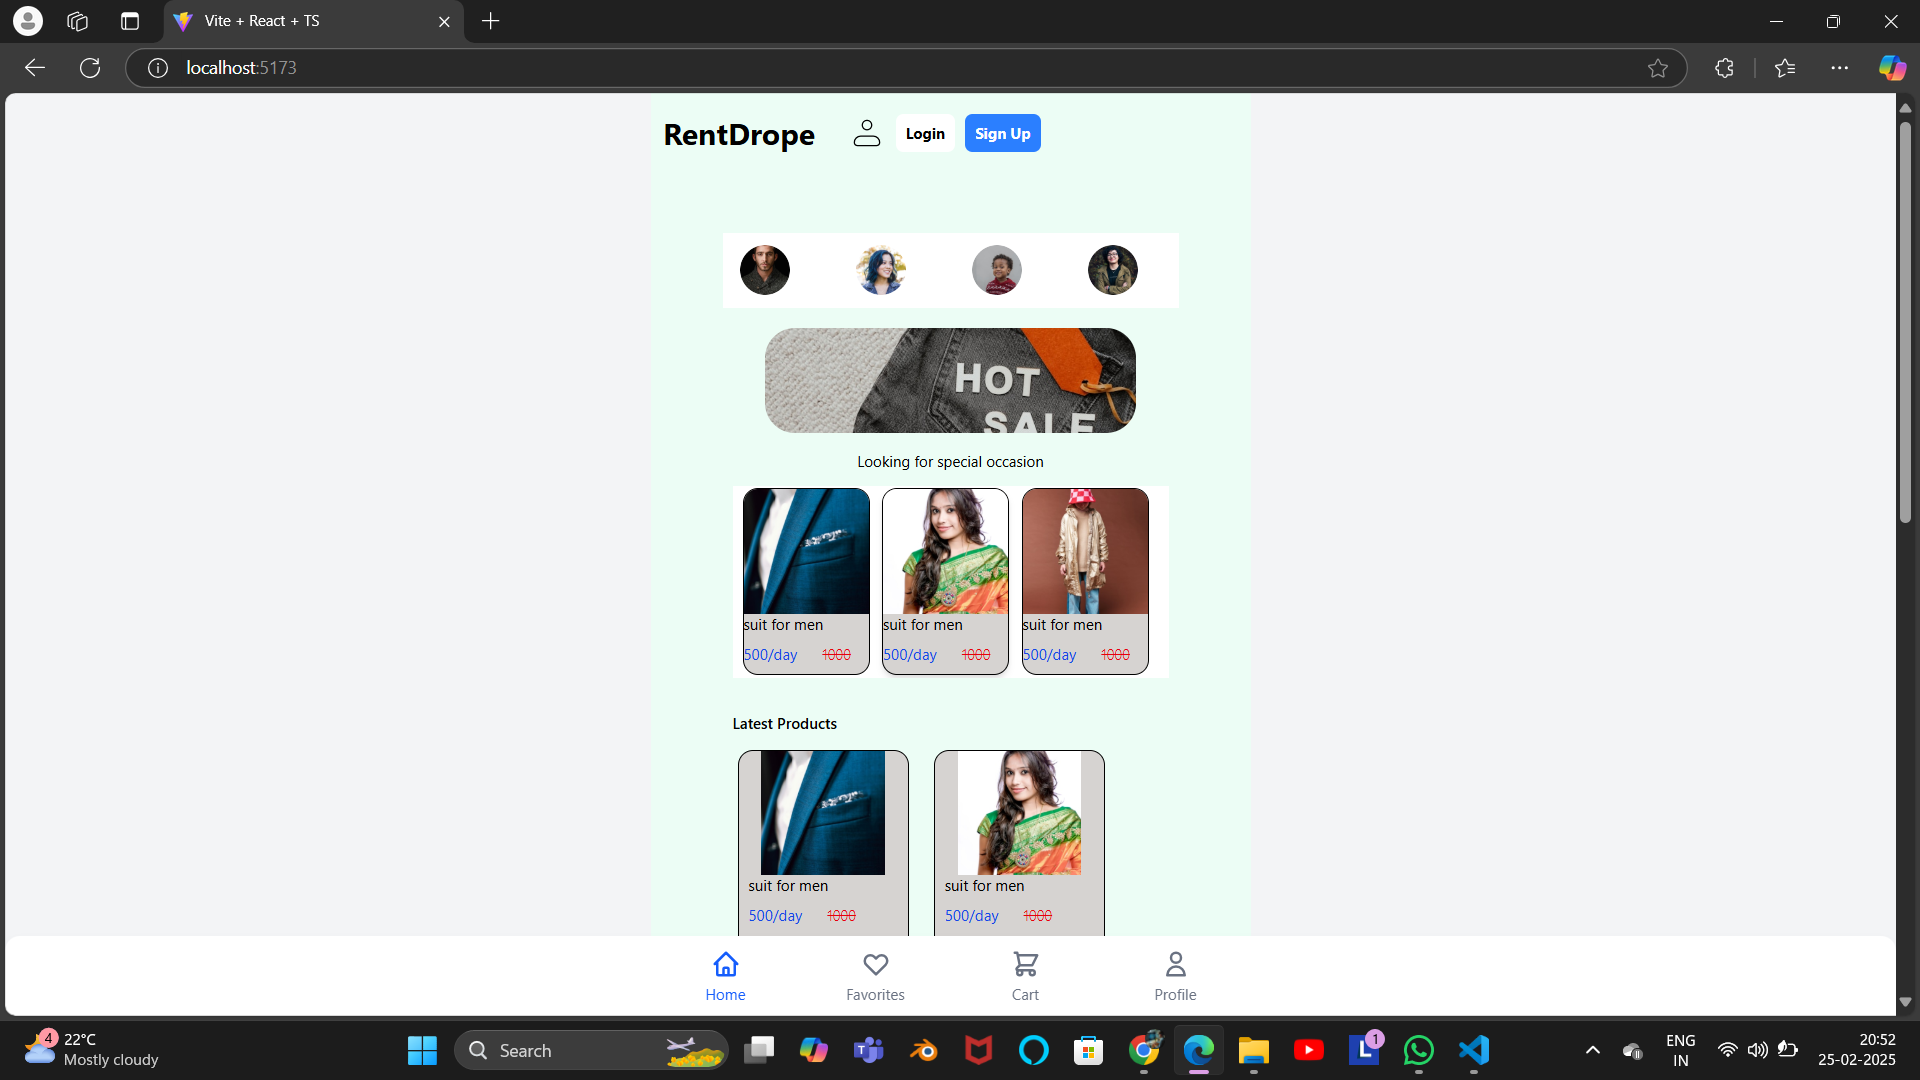 Vite + React + TS
localhost:5173
RentDrope
Login
Sign Up
HOT
SALE
Looking for special occasion
suit for men
500/day 1000
suit for men
500/day 1000
suit for men
500/day 1000
Latest Products
suit for men
500/day 1000
suit for men
500/day 1000
Home
Favorites
Cart
Profile
4
22°C
Mostly cloudy
Search
T
L
1
ENG
IN
20:52
25-02-2025